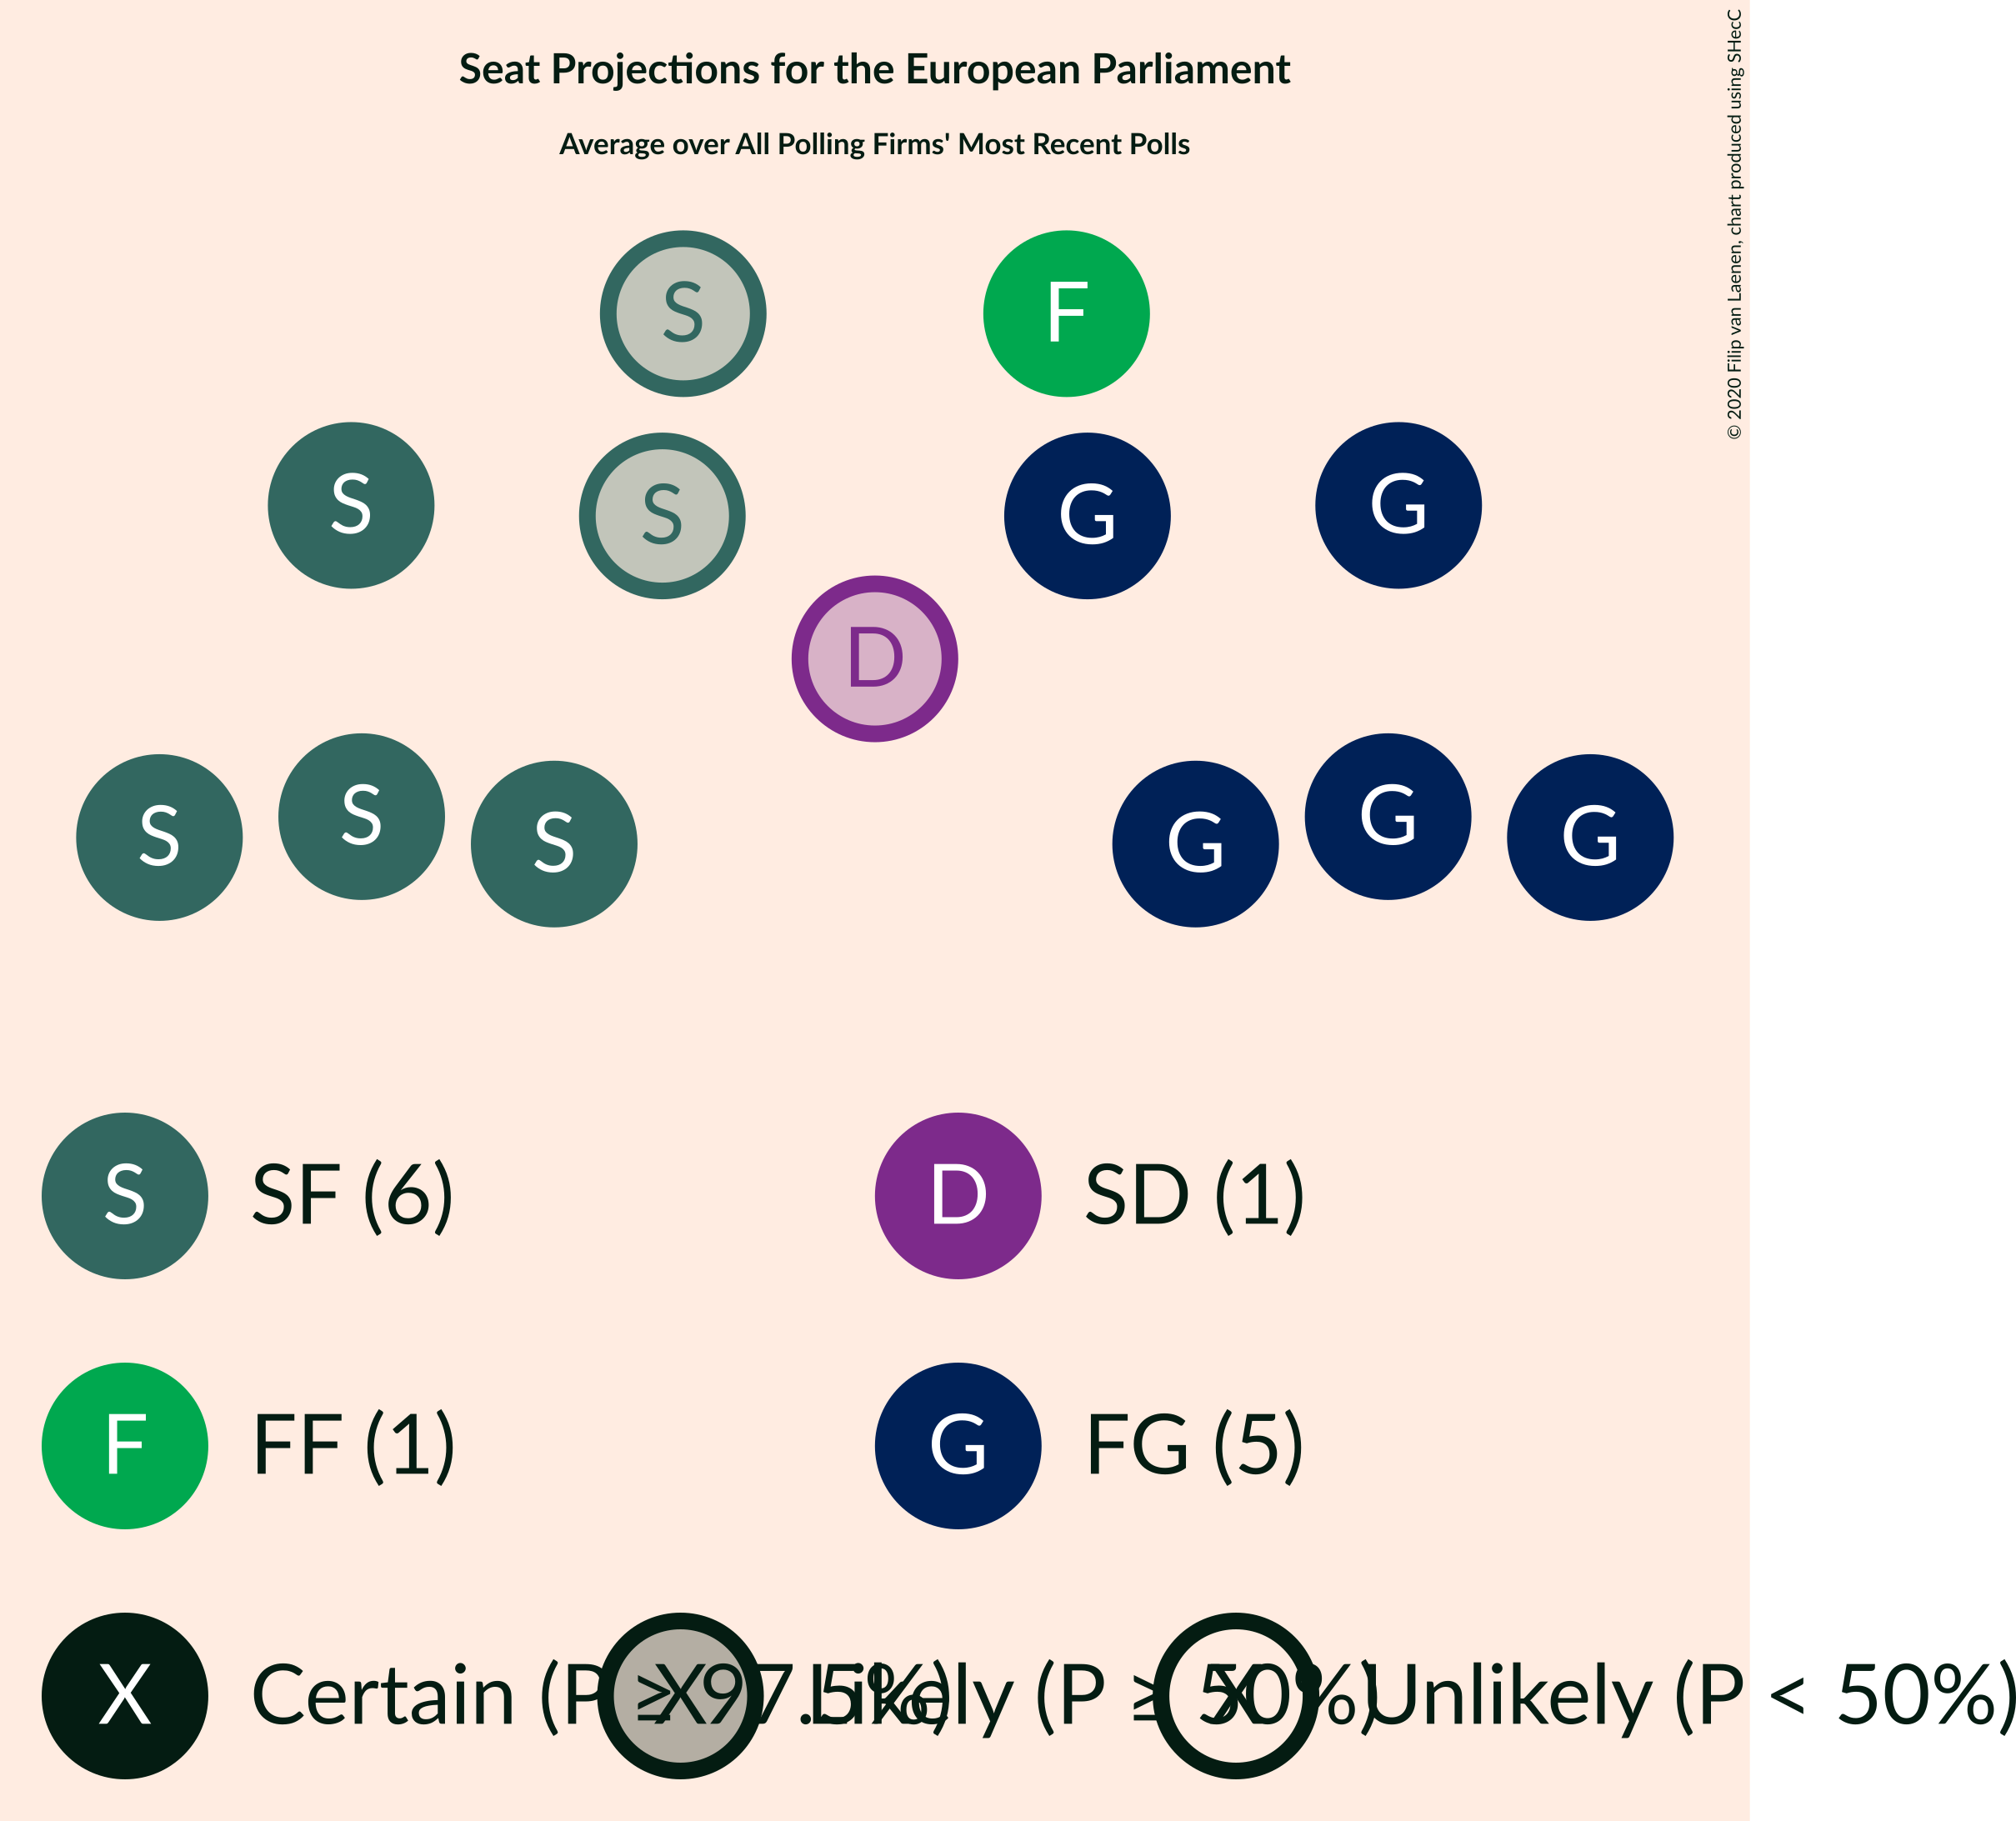 Seat Projections for the European Parliament
Average over All Polling Firms' Most Recent Polls
© 2020 Filip van Laenen, chart produced using SHecC
S F
S S G G
D
S S S G G G
S SF (6) D SD (1)
F FF (1) G FG (5)
X Certain (P ≥ 97.5%) X Likely (P ≥ 50%) X Unlikely (P < 50%)